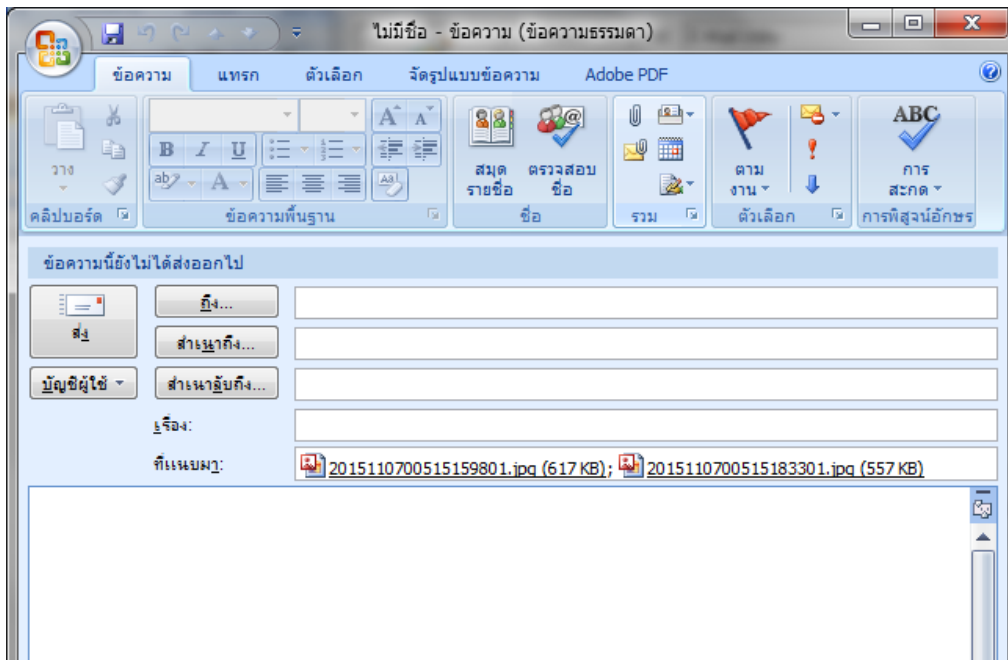 ไม่มีชื่อ - ข้อความ (ข้อความธรรมดา)
ข้อความ แทรก ตัวเลือก จัดรูปแบบข้อความ Adobe PDF
วาง
B I U A A
ab A Aa
สมุด
รายชื่อ
ตรวจสอบ
ชื่อ
ตาม
งาน
ABC
การ
สะกด
คลิปบอร์ด ข้อความพื้นฐาน ชื่อ รวม ตัวเลือก การพิสูจน์อักษร
ข้อความนี้ยังไม่ได้ส่งออกไป
ส่ง
ถึง...
สำเนาถึง...
บัญชีผู้ใช้ สำเนาลับถึง...
เรื่อง:
ที่แนบมา: 2015110700515159801.jpg (617 KB); 2015110700515183301.jpg (557 KB)